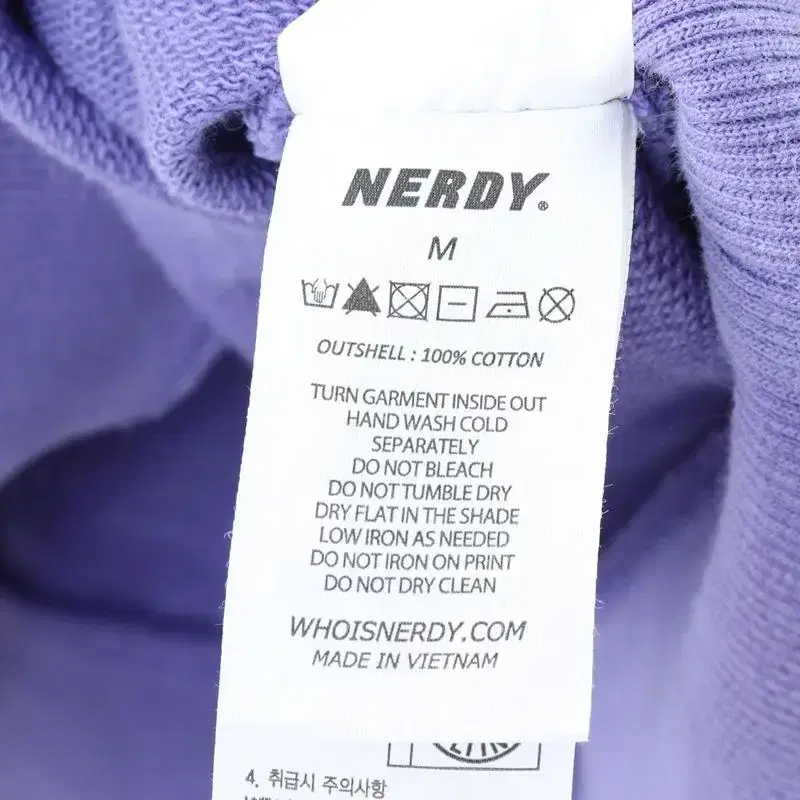 NERDY®
M
OUTSHELL : 100% COTTON
TURN GARMENT INSIDE OUT
HAND WASH COLD
SEPARATELY
DO NOT BLEACH
DO NOT TUMBLE DRY
DRY FLAT IN THE SHADE
LOW IRON AS NEEDED
DO NOT IRON ON PRINT
DO NOT DRY CLEAN
WHOISNERDY.COM
MADE IN VIETNAM
4. 취급시 주의사항